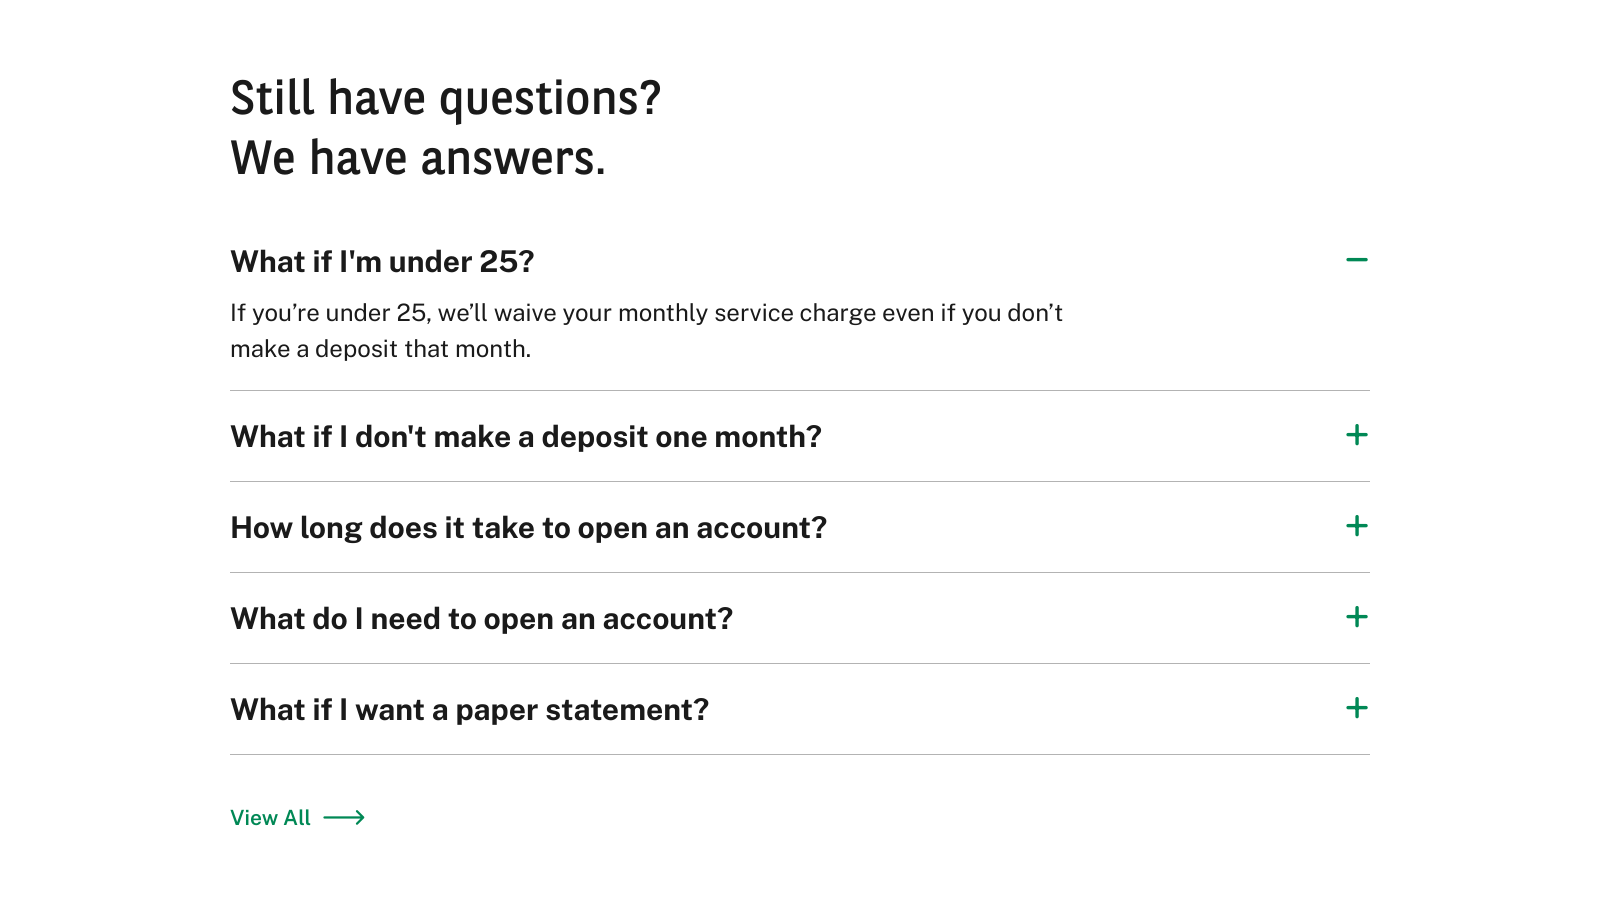 Still have questions?
We have answers.
What if I'm under 25?
If you’re under 25, we’ll waive your monthly service charge even if you don’t
make a deposit that month.
What if I don't make a deposit one month?
How long does it take to open an account?
What do I need to open an account?
What if I want a paper statement?
View All